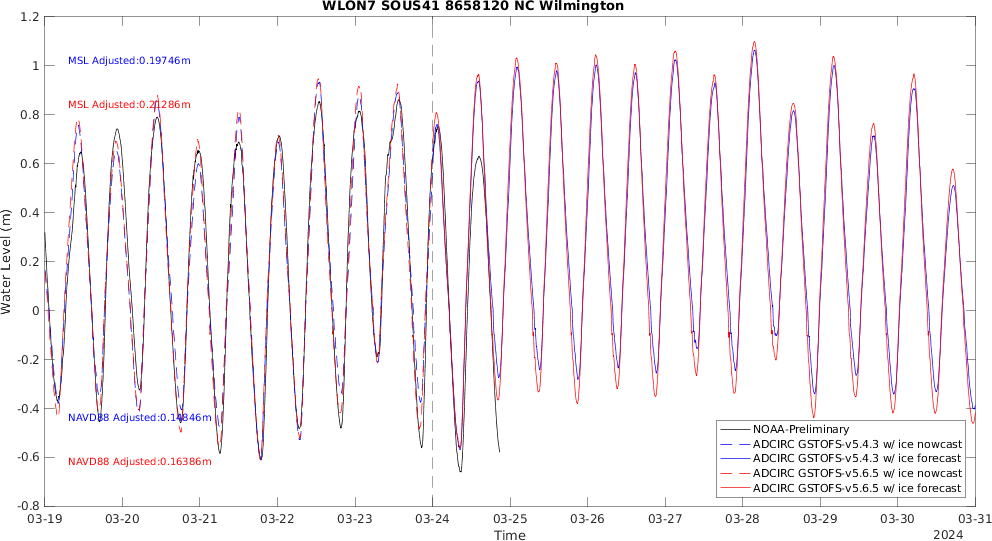 WLON7 SOUS41 8658120 NC Wilmington
1.2
1
0.8
0.6
0.4
0.2
0
-0.2
-0.4
-0.6
-0.8
Water Level (m)
MSL Adjusted:0.19746m
MSL Adjusted:0.21286m
NAVD88 Adjusted:0.14846m
NAVD88 Adjusted:0.16386m
NOAA-Preliminary
ADCIRC GSTOFS-v5.4.3 w/ ice nowcast
ADCIRC GSTOFS-v5.4.3 w/ ice forecast
ADCIRC GSTOFS-v5.6.5 w/ ice nowcast
ADCIRC GSTOFS-v5.6.5 w/ ice forecast
03-19 03-20 03-21 03-22 03-23 03-24 03-25 03-26 03-27 03-28 03-29 03-30 03-31
Time
2024